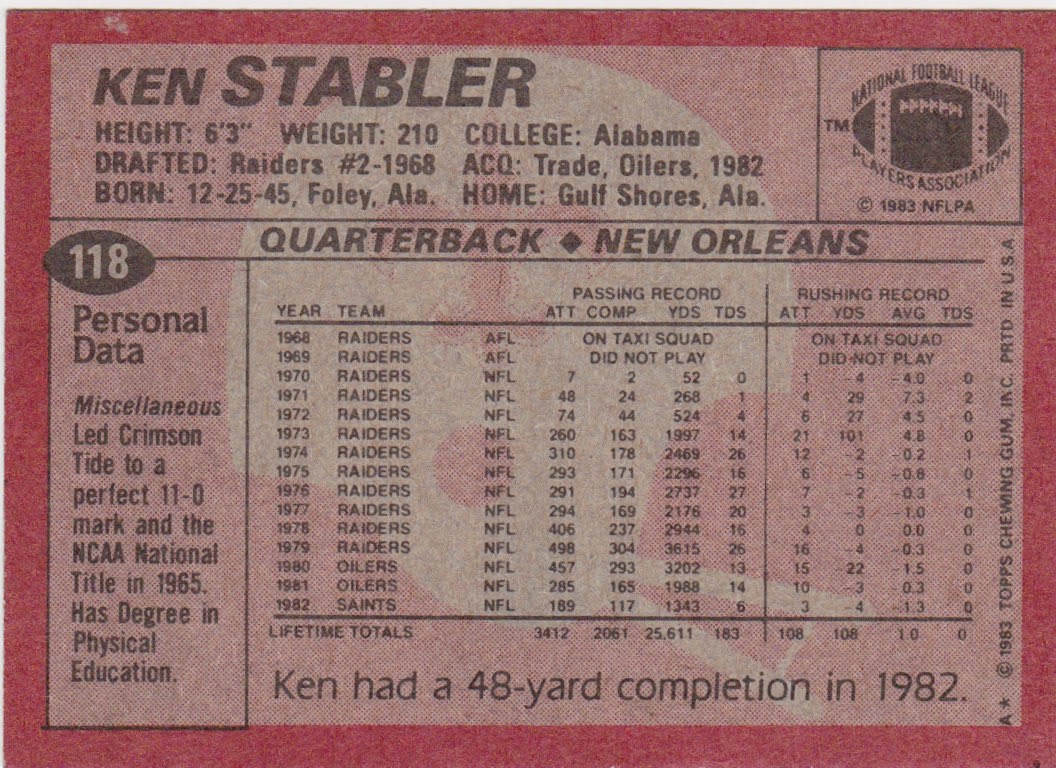 KEN STABLER
HEIGHT: 6'3" WEIGHT: 210 COLLEGE: Alabama
DRAFTED: Raiders #2-1968 ACQ: Trade, Oilers, 1982
BORN: 12-25-45, Foley, Ala. HOME: Gulf Shores, Ala.
NATIONAL FOOTBALL LEAGUE
TM
PLAYERS ASSOCIATION
© 1983 NFLPA
118
QUARTERBACK ◆ NEW ORLEANS
Personal
Data
Miscellaneous
Led Crimson
Tide to a
perfect 11-0
mark and the
NCAA National
Title in 1965.
Has Degree in
Physical
Education.
PASSING RECORD RUSHING RECORD
YEAR TEAM ATT COMP YDS TDS ATT YDS AVG TDS
1968 RAIDERS AFL ON TAXI SQUAD ON TAXI SQUAD
1969 RAIDERS AFL DID NOT PLAY DID NOT PLAY
1970 RAIDERS NFL 7 2 52 0 1 -4 -4.0 0
1971 RAIDERS NFL 48 24 268 1 4 29 7.3 2
1972 RAIDERS NFL 74 44 524 4 6 27 4.5 0
1973 RAIDERS NFL 260 163 1997 14 21 101 4.8 0
1974 RAIDERS NFL 310 178 2469 26 12 -2 -0.2 1
1975 RAIDERS NFL 293 171 2296 16 6 -5 -0.8 0
1976 RAIDERS NFL 291 194 2737 27 7 -2 -0.3 1
1977 RAIDERS NFL 294 169 2176 20 3 -3 -1.0 0
1978 RAIDERS NFL 406 237 2944 16 4 0 0.0 0
1979 RAIDERS NFL 498 304 3615 26 16 -4 -0.3 0
1980 OILERS NFL 457 293 3202 13 15 -22 -1.5 0
1981 OILERS NFL 285 165 1988 14 10 -3 -0.3 0
1982 SAINTS NFL 189 117 1343 6 3 -4 -1.3 0
LIFETIME TOTALS 3412 2061 25,611 183 108 108 1.0 0
Ken had a 48-yard completion in 1982.
A★ © 1983 TOPPS CHEWING GUM, INC. PRTD IN U.S.A.